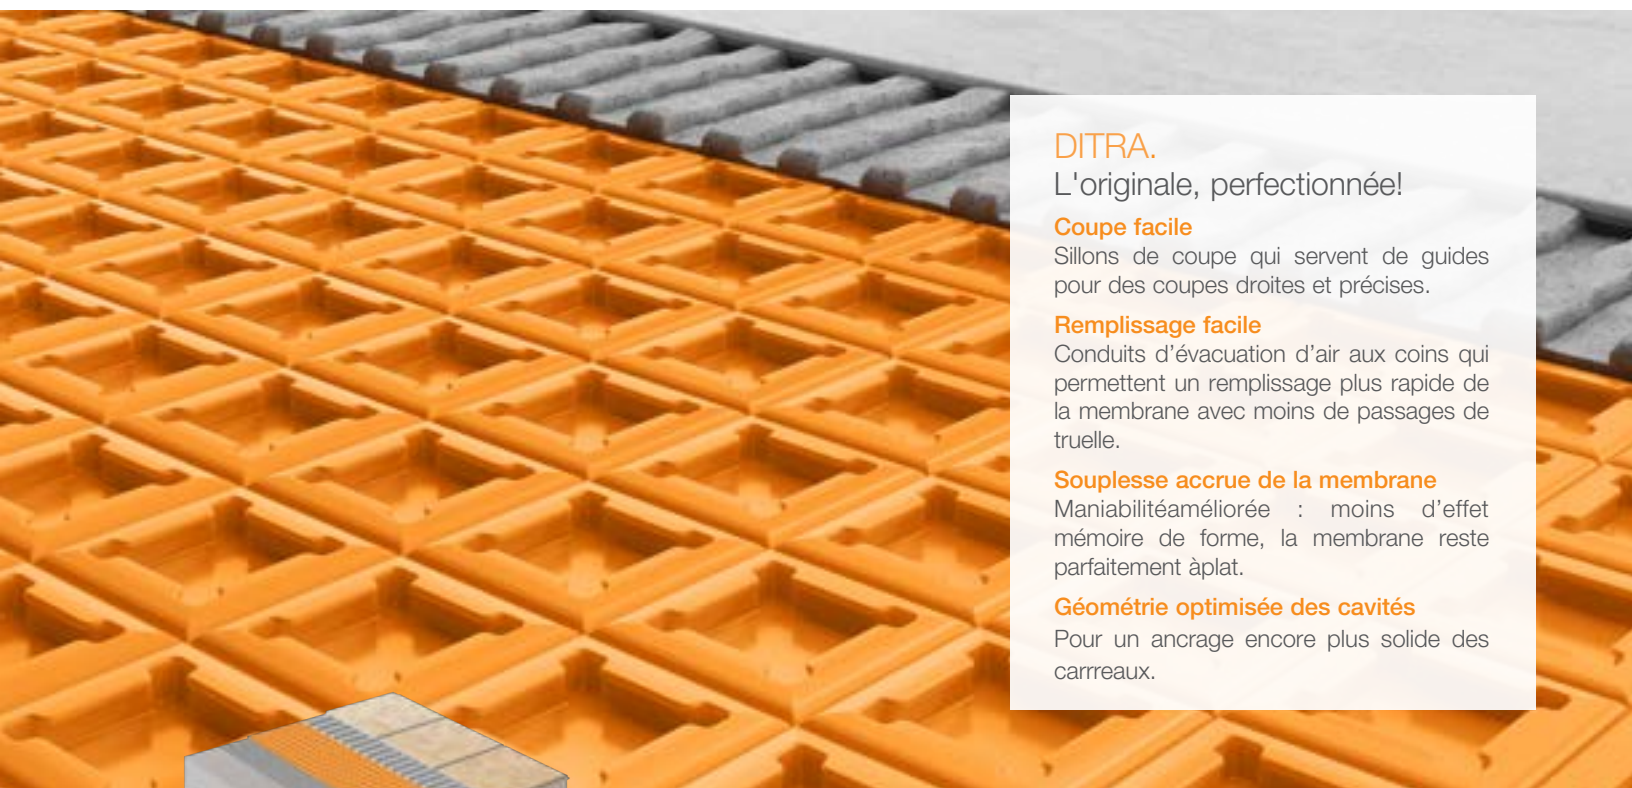 DITRA.
L'originale, perfectionnée!
Coupe facile
Sillons de coupe qui servent de guides
pour des coupes droites et précises.
Remplissage facile
Conduits d’évacuation d’air aux coins qui
permettent un remplissage plus rapide de
la membrane avec moins de passages de
truelle.
Souplesse accrue de la membrane
Maniabilitéaméliorée : moins d’effet
mémoire de forme, la membrane reste
parfaitement àplat.
Géométrie optimisée des cavités
Pour un ancrage encore plus solide des
carrreaux.